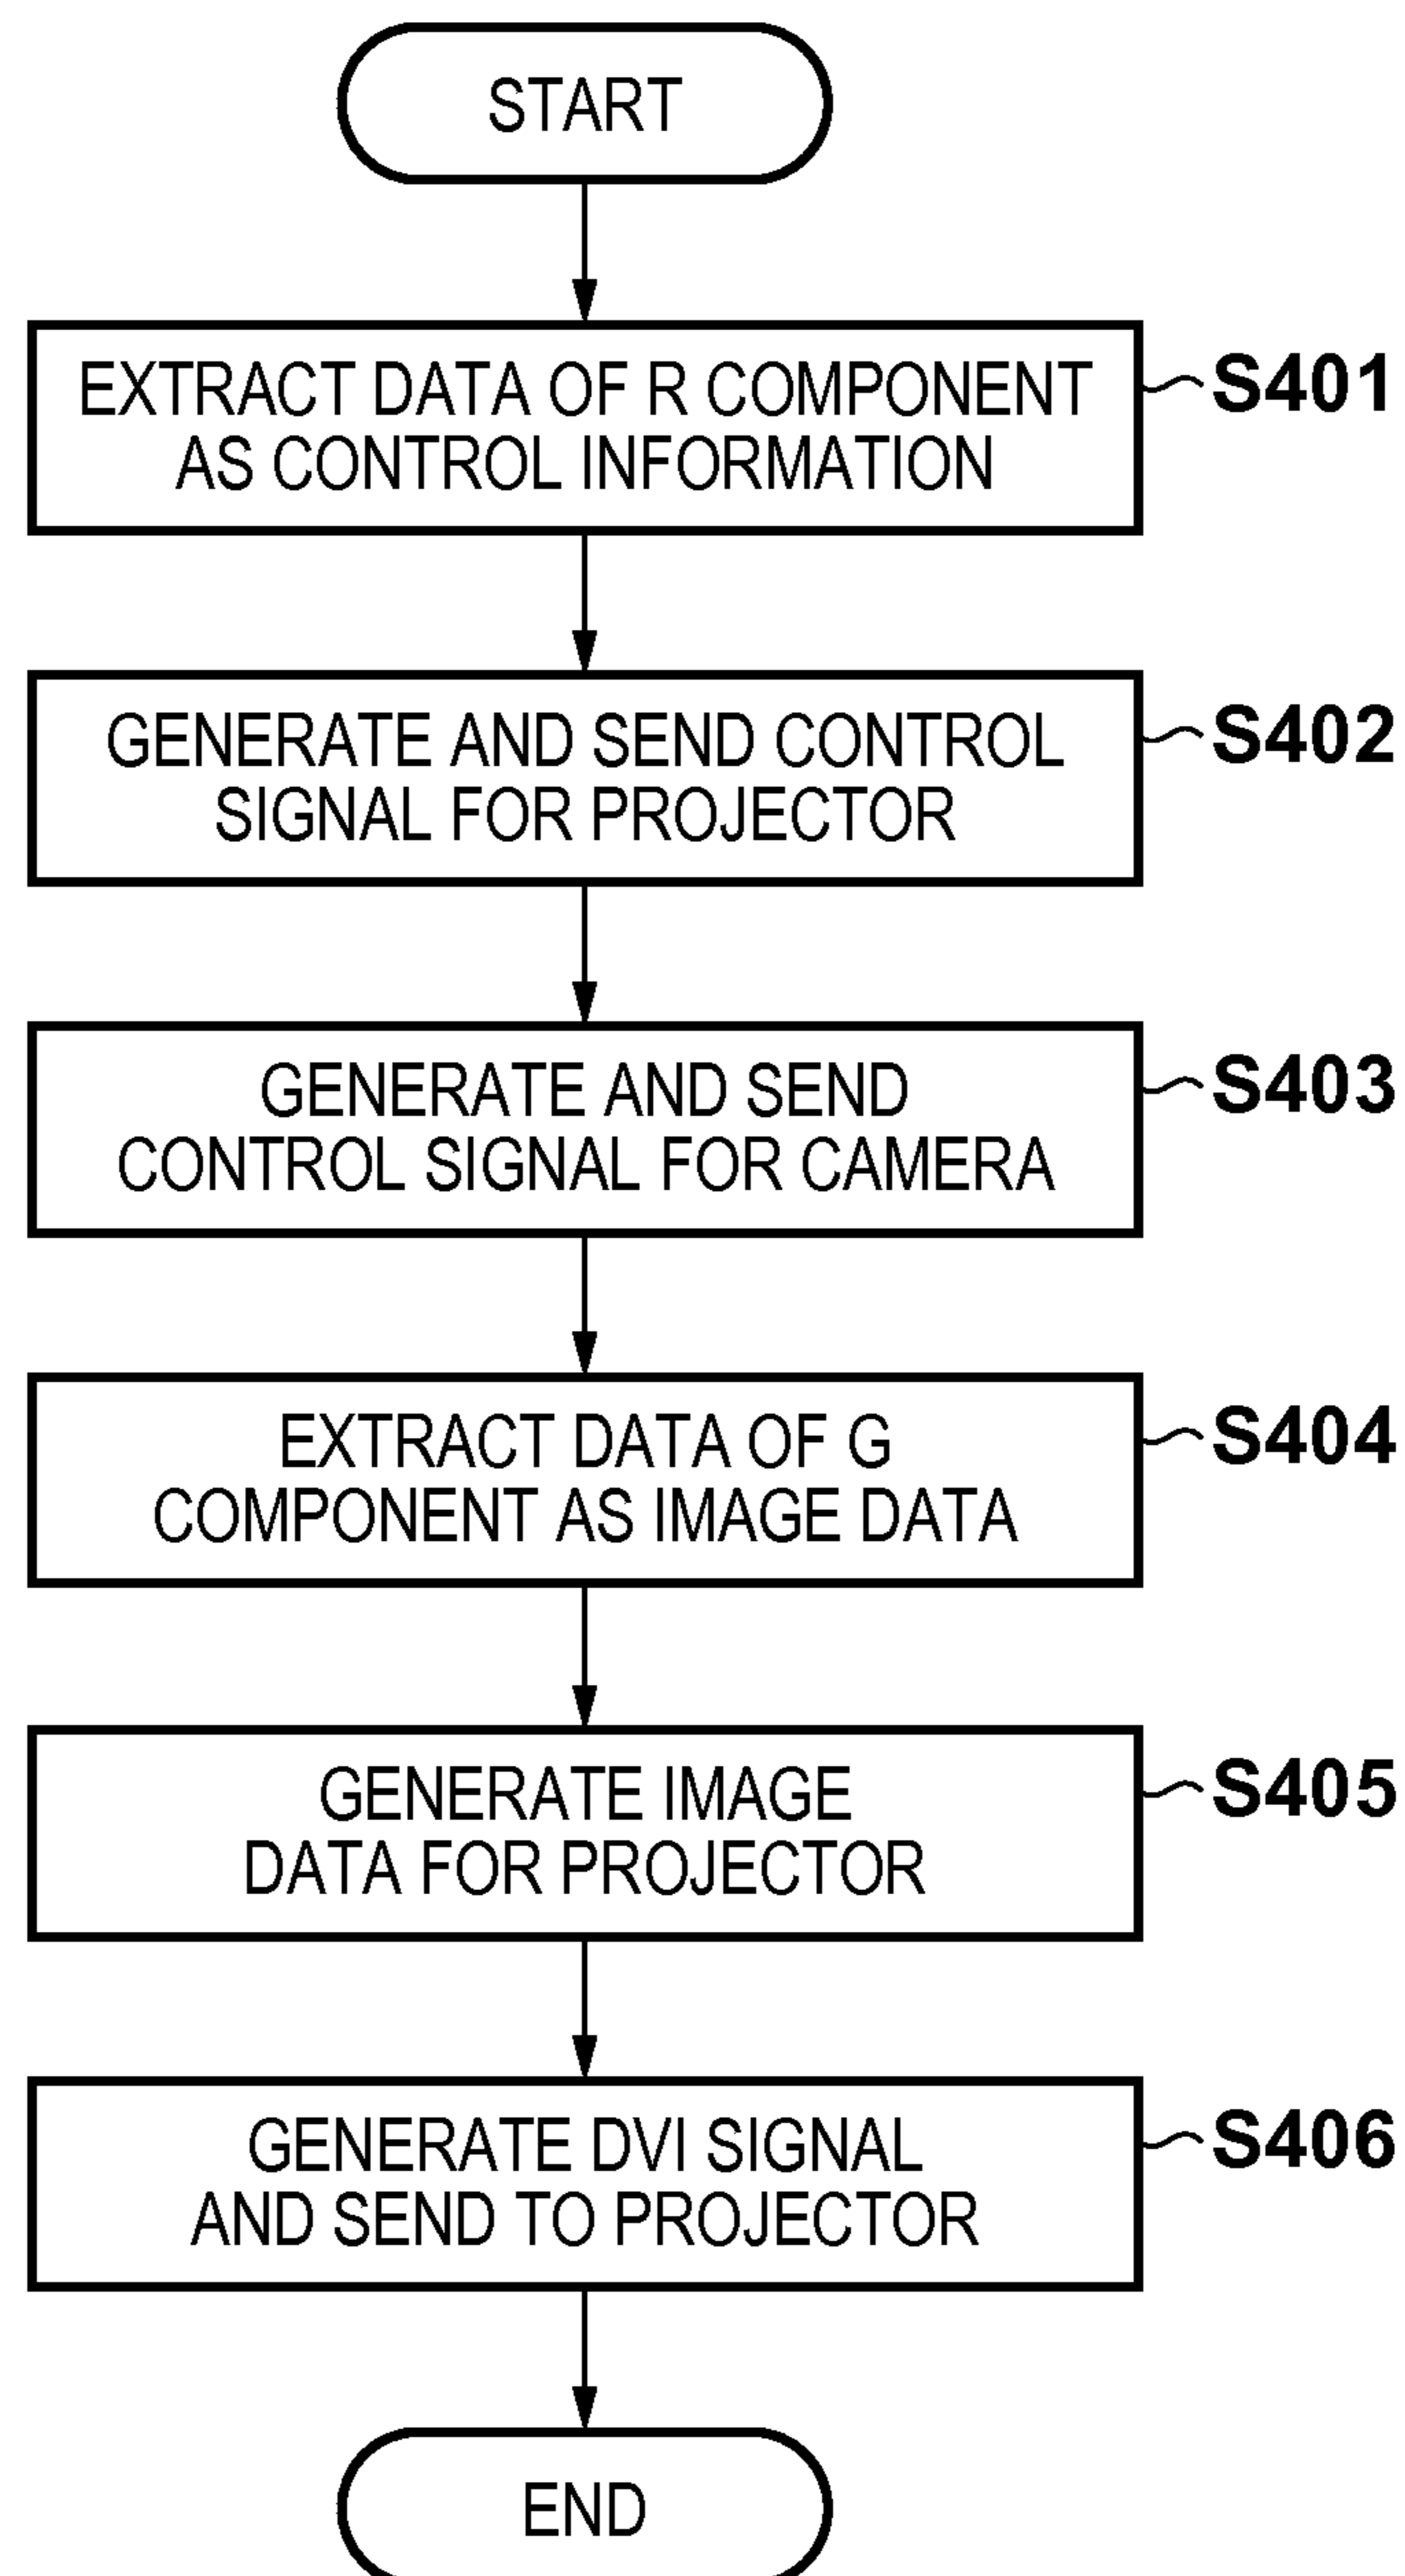 START
EXTRACT DATA OF R COMPONENT
AS CONTROL INFORMATION
S401
GENERATE AND SEND CONTROL
SIGNAL FOR PROJECTOR
S402
GENERATE AND SEND
CONTROL SIGNAL FOR CAMERA
S403
EXTRACT DATA OF G
COMPONENT AS IMAGE DATA
S404
GENERATE IMAGE
DATA FOR PROJECTOR
S405
GENERATE DVI SIGNAL
AND SEND TO PROJECTOR
S406
END